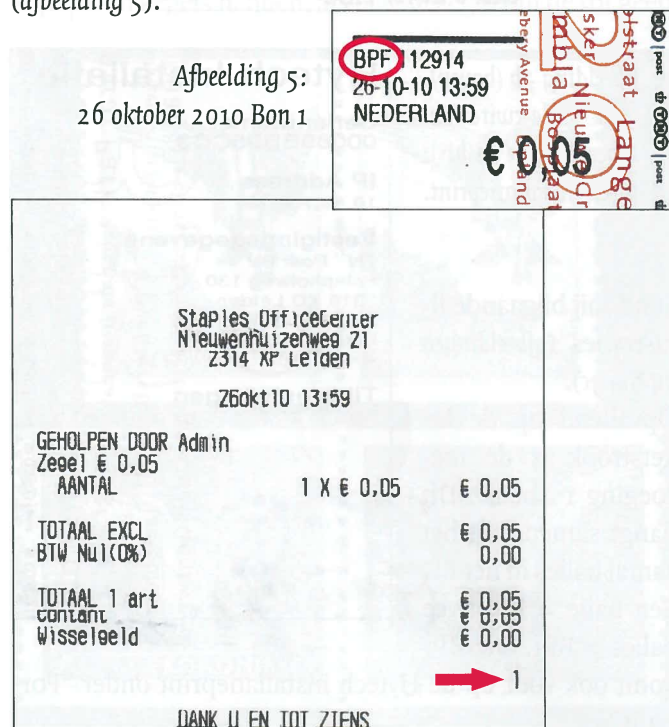 (afbeelding 5):
Afbeelding 5:
26 oktober 2010 Bon 1
BPF 112914
26-10-10 13:59
NEDERLAND
€ 0,05
Staples OfficeCenter
Nieuwenhuizenweg 21
2314 XP Leiden
26okt10 13:59
GEHOLPEN DOOR Admin
Zegel € 0,05
AANTAL 1 X € 0,05 € 0,05
TOTAAL EXCL € 0,05
BTW Nul(0%) 0.00
TOTAAL 1 art € 0,05
Contant € 0,05
Wisselgeld € 0,00
1
DANK U EN TOT ZIENS